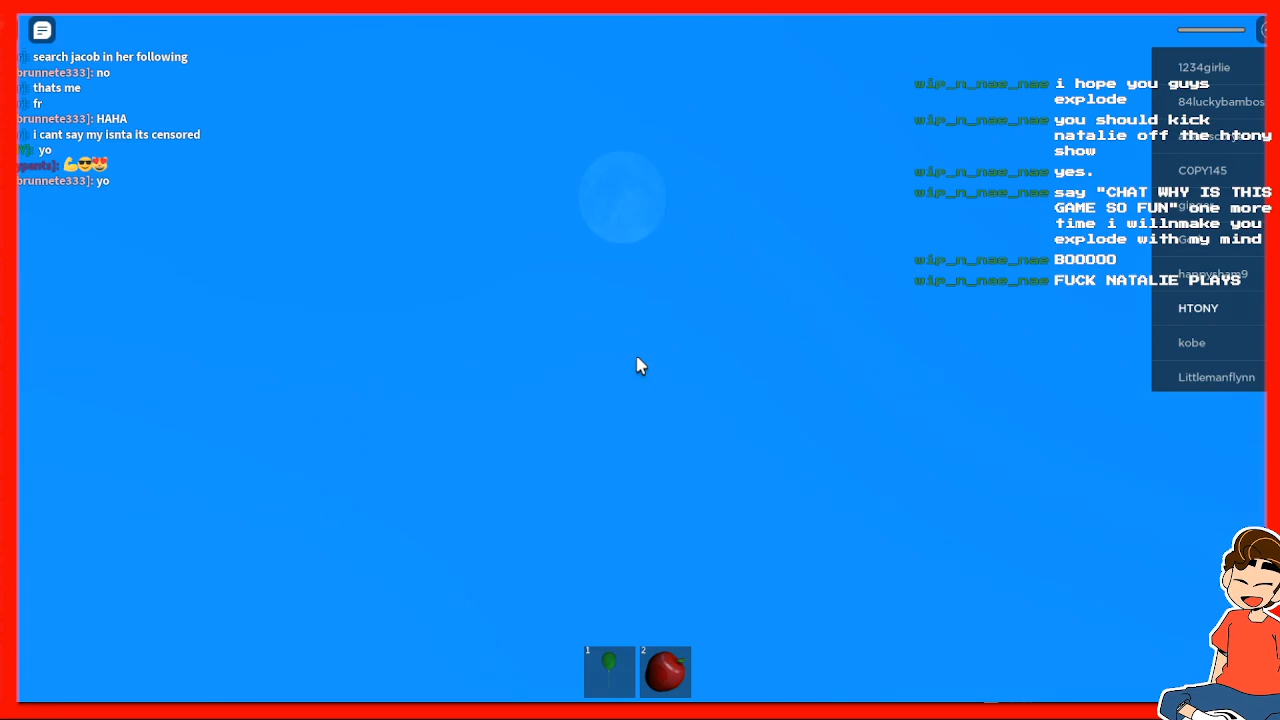 search jacob in her following
brunnete333]: no
thats me
fr
brunnete333]: HAHA
i cant say my isnta its censored
yo
ypants]: 💪😎😍
brunnete333]: yo
wip_n_nae_nae i hope you guys
explode
wip_n_nae_nae you should kick
natalie off the htony
show
wip_n_nae_nae yes.
wip_n_nae_nae say "CHAT WHY IS THIS
GAME SO FUN" one more
time i willnmake you
explode with my mind
wip_n_nae_nae BOOOOO
wip_n_nae_nae FUCK NATALIE PLAYS
1234girlie
84luckybambos
C0PY145
happysham9
HTONY
kobe
Littlemanflynn
1
2